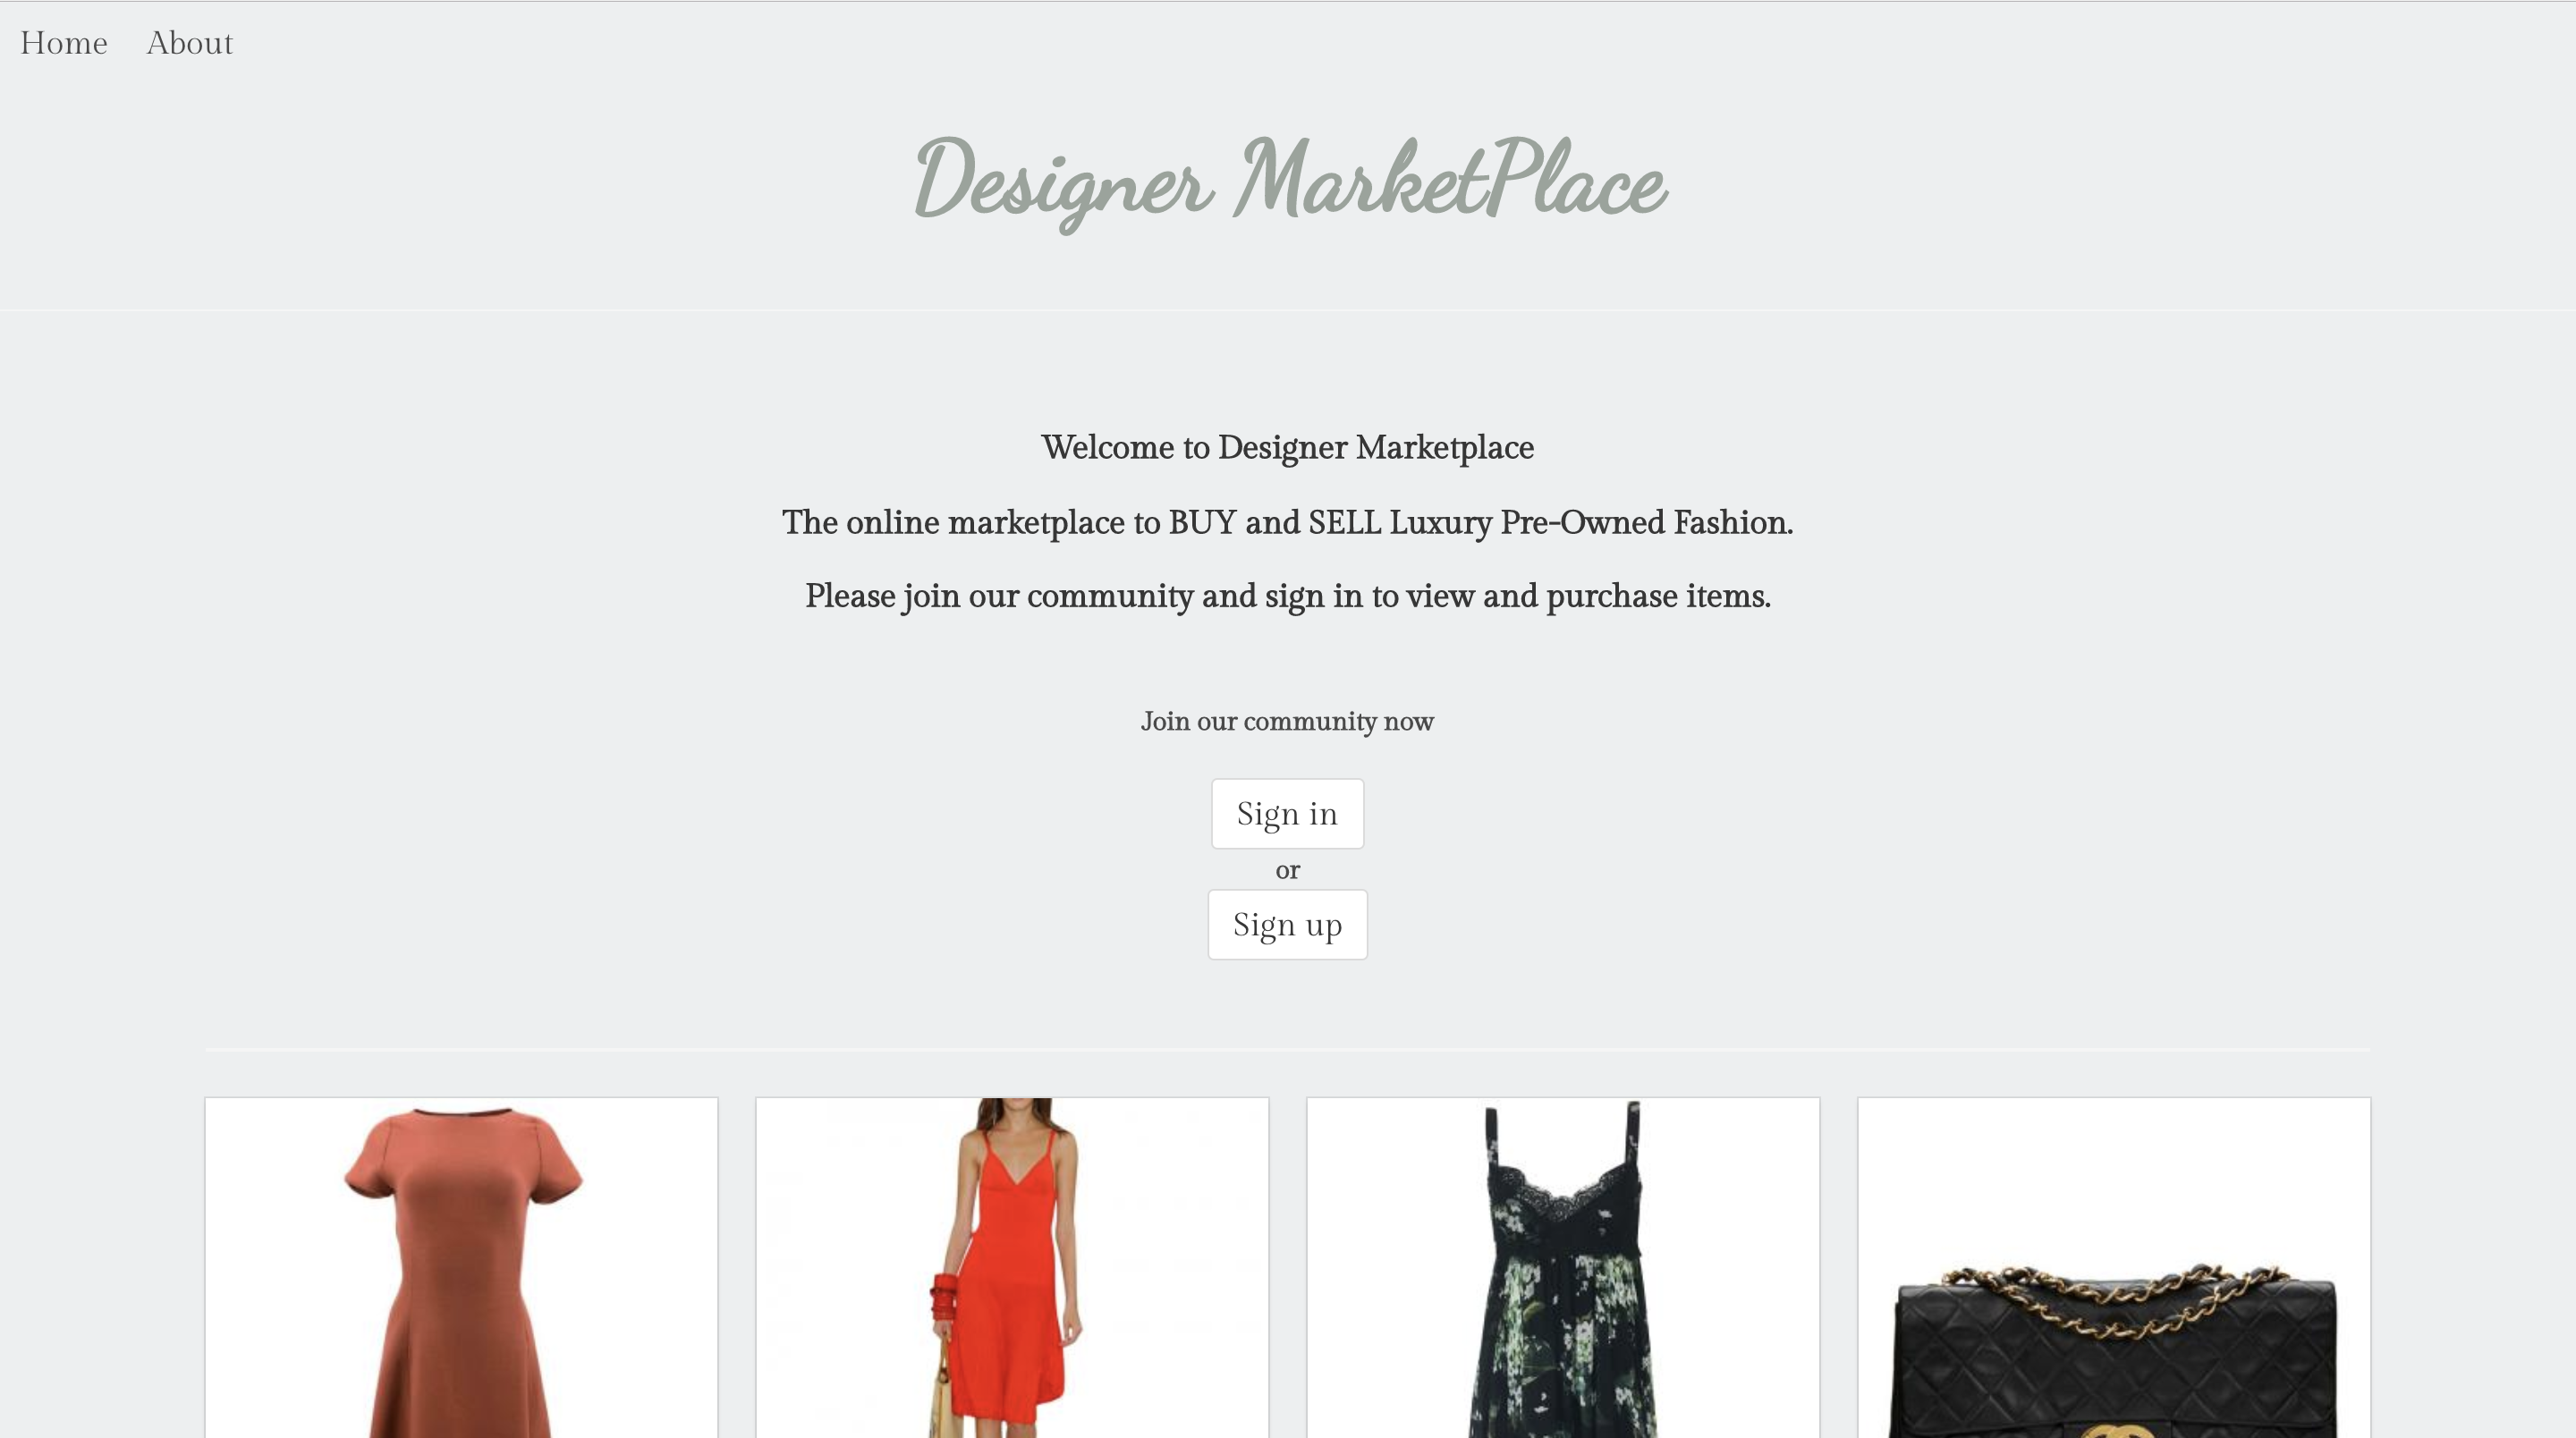 Home About
Designer MarketPlace
Welcome to Designer Marketplace
The online marketplace to BUY and SELL Luxury Pre-Owned Fashion.
Please join our community and sign in to view and purchase items.
Join our community now
Sign in
or
Sign up